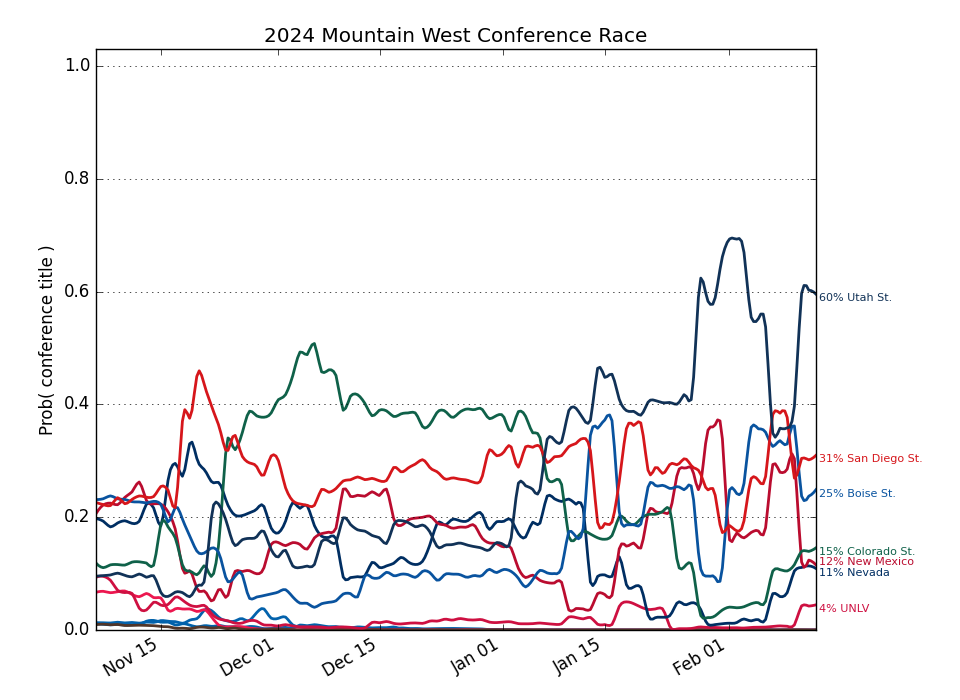 2024 Mountain West Conference Race
Prob( conference title )
1.0
0.8
0.6
0.4
0.2
0.0
Nov 15
Dec 01
Dec 15
Jan 01
Jan 15
Feb 01
60% Utah St.
31% San Diego St.
25% Boise St.
15% Colorado St.
12% New Mexico
11% Nevada
4% UNLV